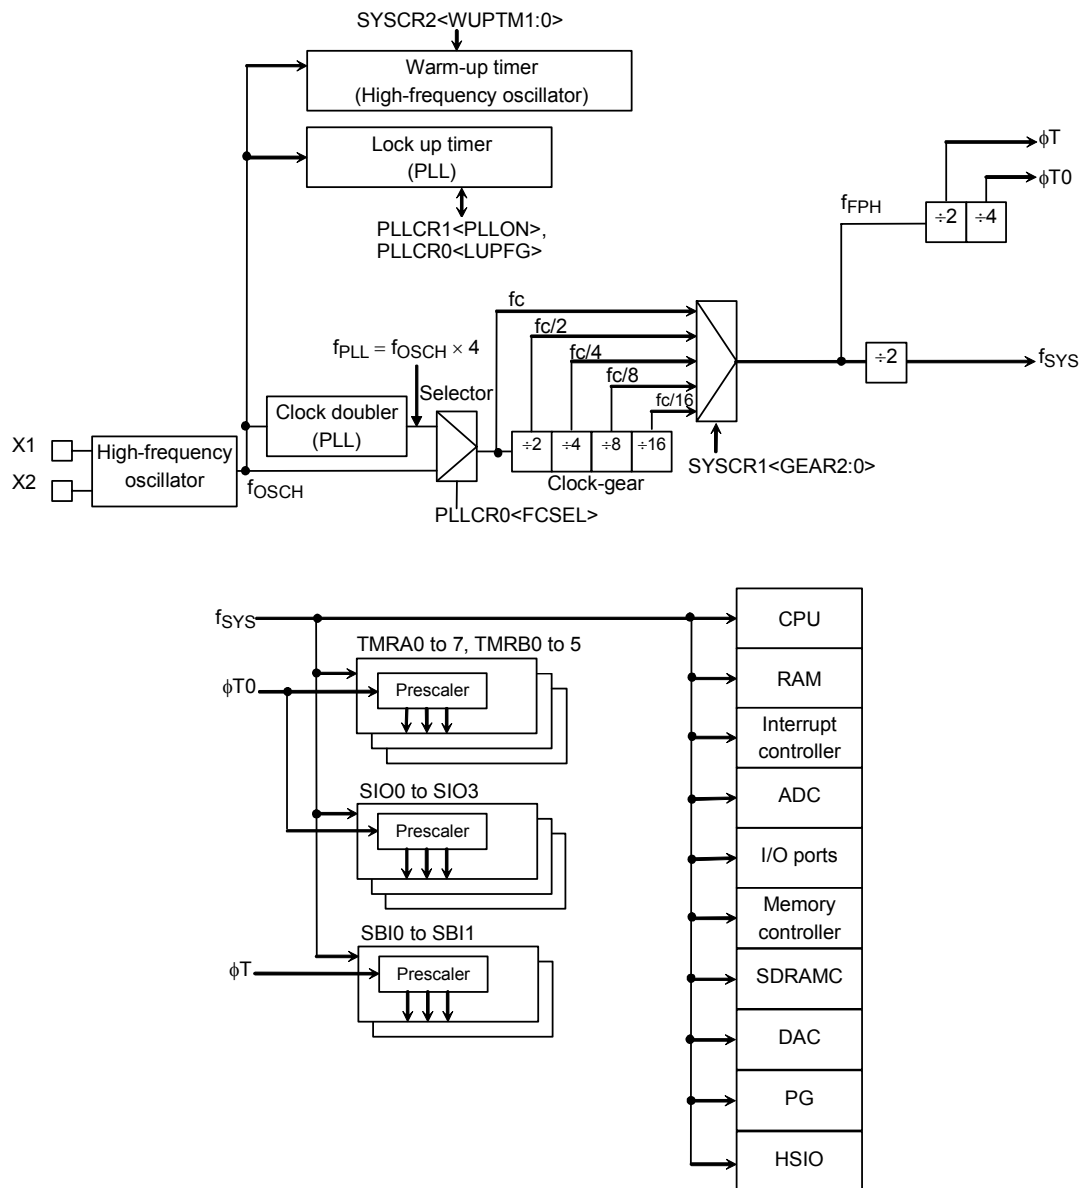 SYSCR2<WUPTM1:0>
Warm-up timer
(High-frequency oscillator)
Lock up timer
(PLL)
PLLCR1<PLLON>,
PLLCR0<LUPFG>
ϕT
ϕT0
fFPH
÷2 ÷4
fc
fc/2
fc/4
fc/8
fc/16
fPLL = fOSCH × 4
Selector
÷2
fSYS
Clock doubler
(PLL)
X1
X2
High-frequency
oscillator
fOSCH
÷2 ÷4 ÷8 ÷16
Clock-gear
SYSCR1<GEAR2:0>
PLLCR0<FCSEL>
fSYS
TMRA0 to 7, TMRB0 to 5
ϕT0
Prescaler
SIO0 to SIO3
Prescaler
SBI0 to SBI1
ϕT
Prescaler
CPU
RAM
Interrupt
controller
ADC
I/O ports
Memory
controller
SDRAMC
DAC
PG
HSIO